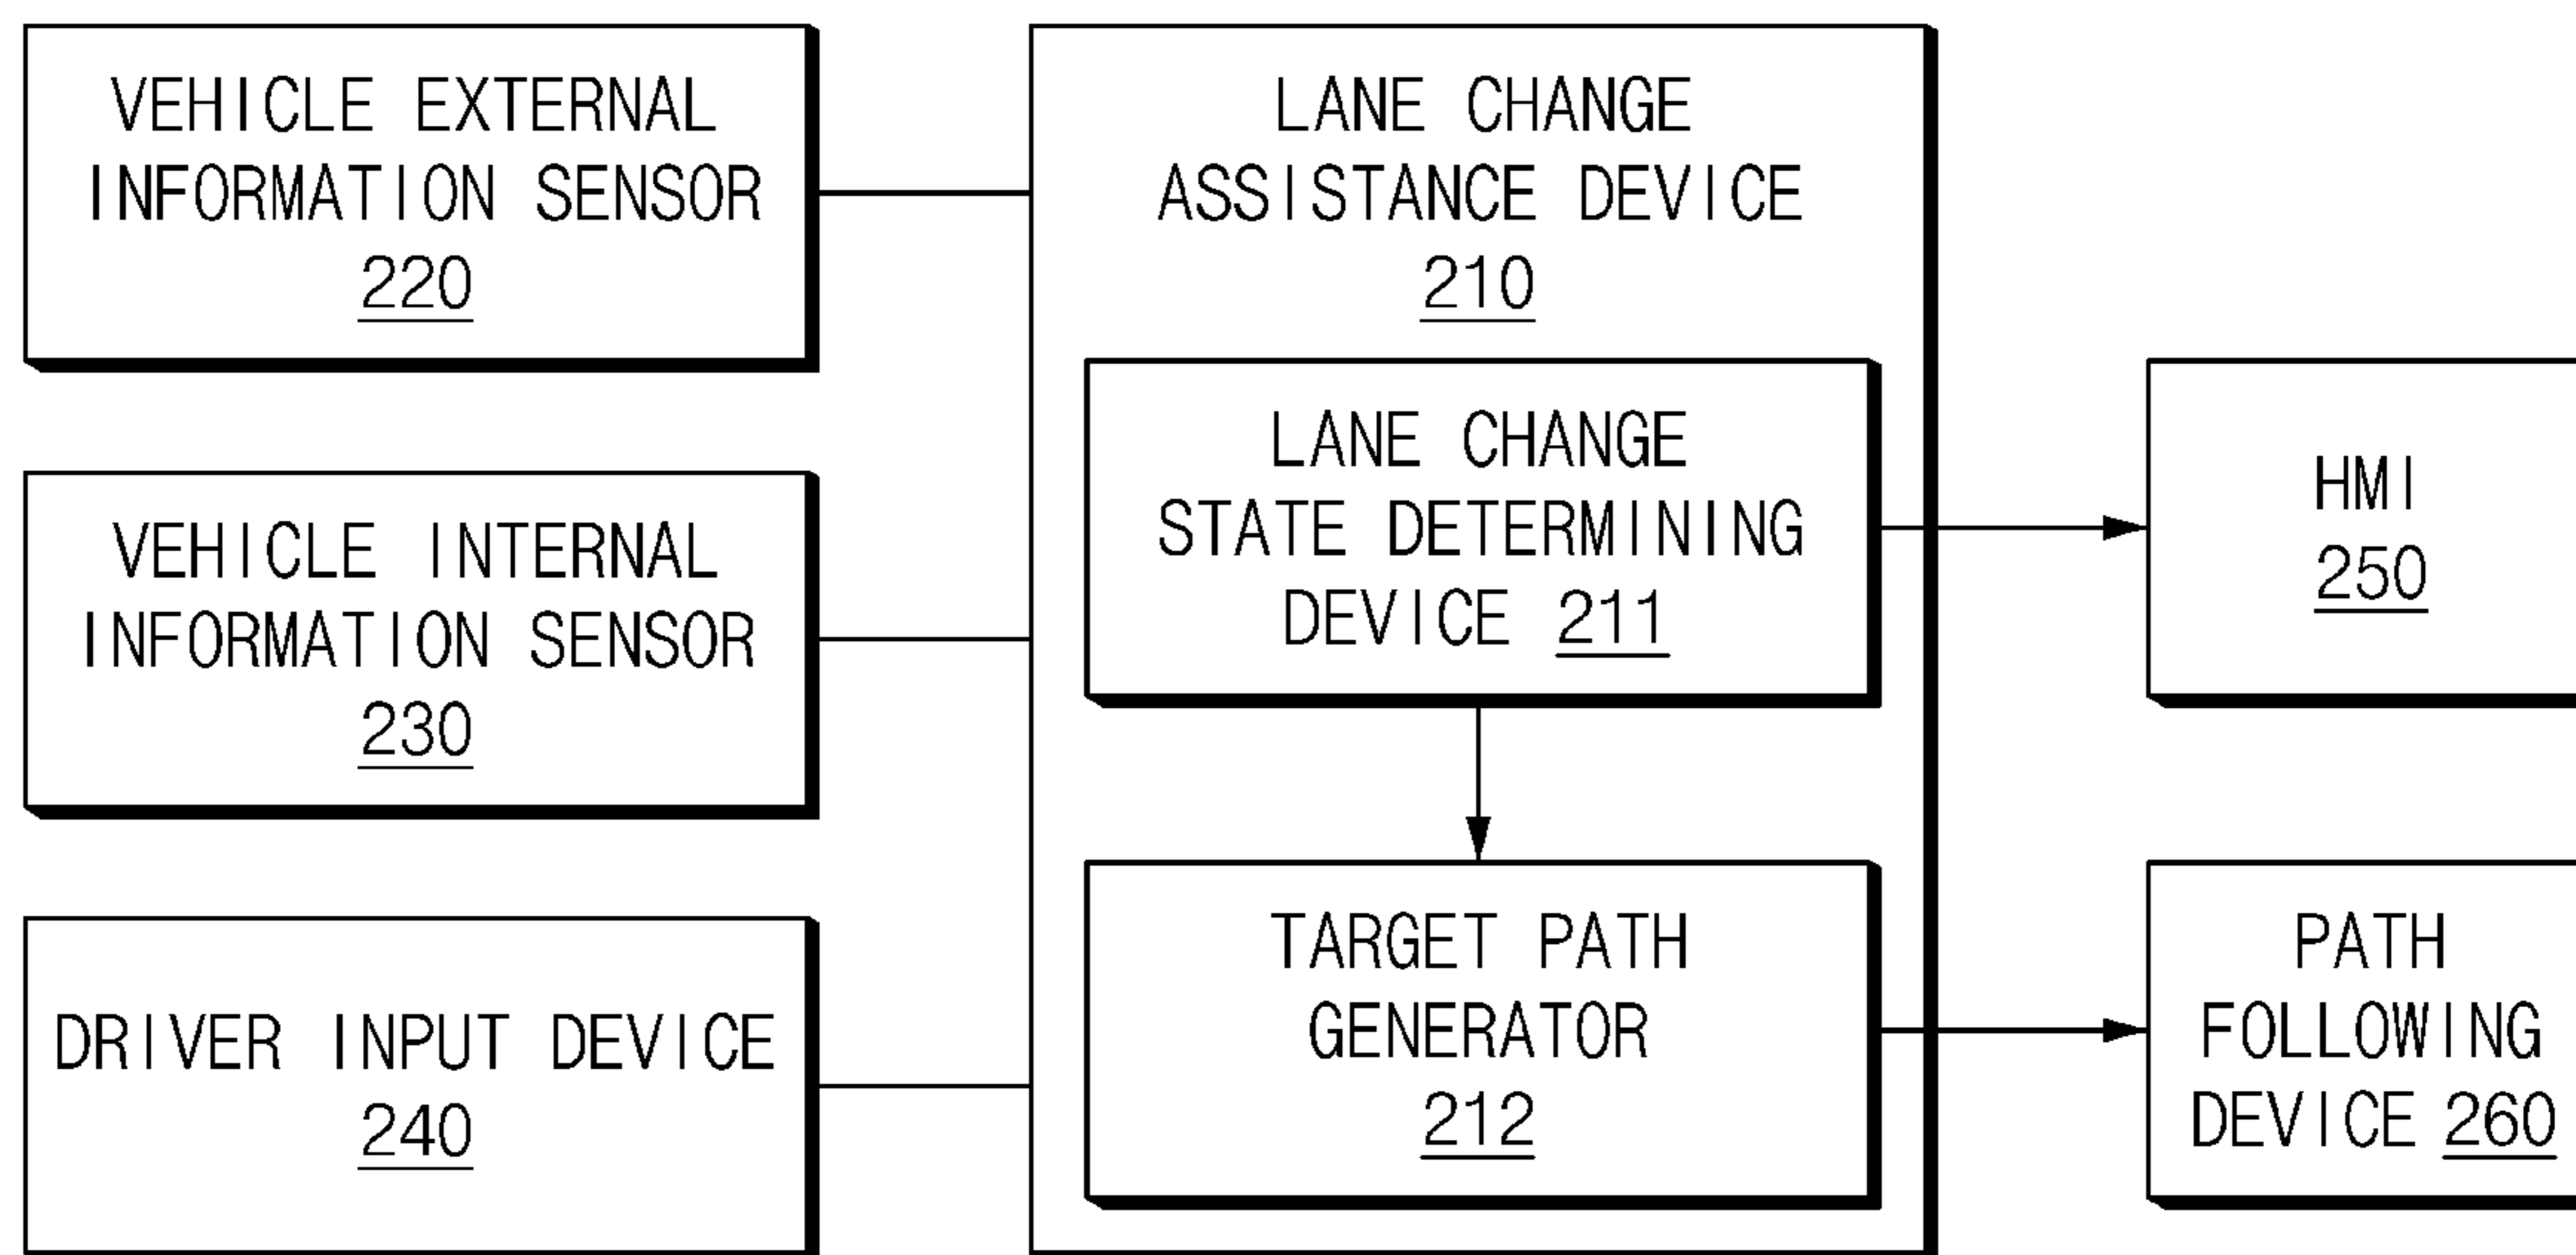 VEHICLE EXTERNAL
INFORMATION SENSOR
220
VEHICLE INTERNAL
INFORMATION SENSOR
230
DRIVER INPUT DEVICE
240
LANE CHANGE
ASSISTANCE DEVICE
210
LANE CHANGE
STATE DETERMINING
DEVICE 211
TARGET PATH
GENERATOR
212
HMI
250
PATH
FOLLOWING
DEVICE 260